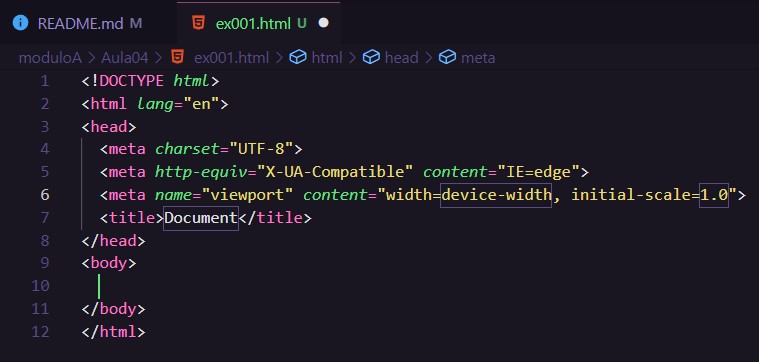 README.md M ex001.html U
moduloA > Aula04 > ex001.html > html > head > meta
1 <!DOCTYPE html>
2 <html lang="en">
3 <head>
4 <meta charset="UTF-8">
5 <meta http-equiv="X-UA-Compatible" content="IE=edge">
6 <meta name="viewport" content="width=device-width, initial-scale=1.0">
7 <title>Document</title>
8 </head>
9 <body>
10
11 </body>
12 </html>